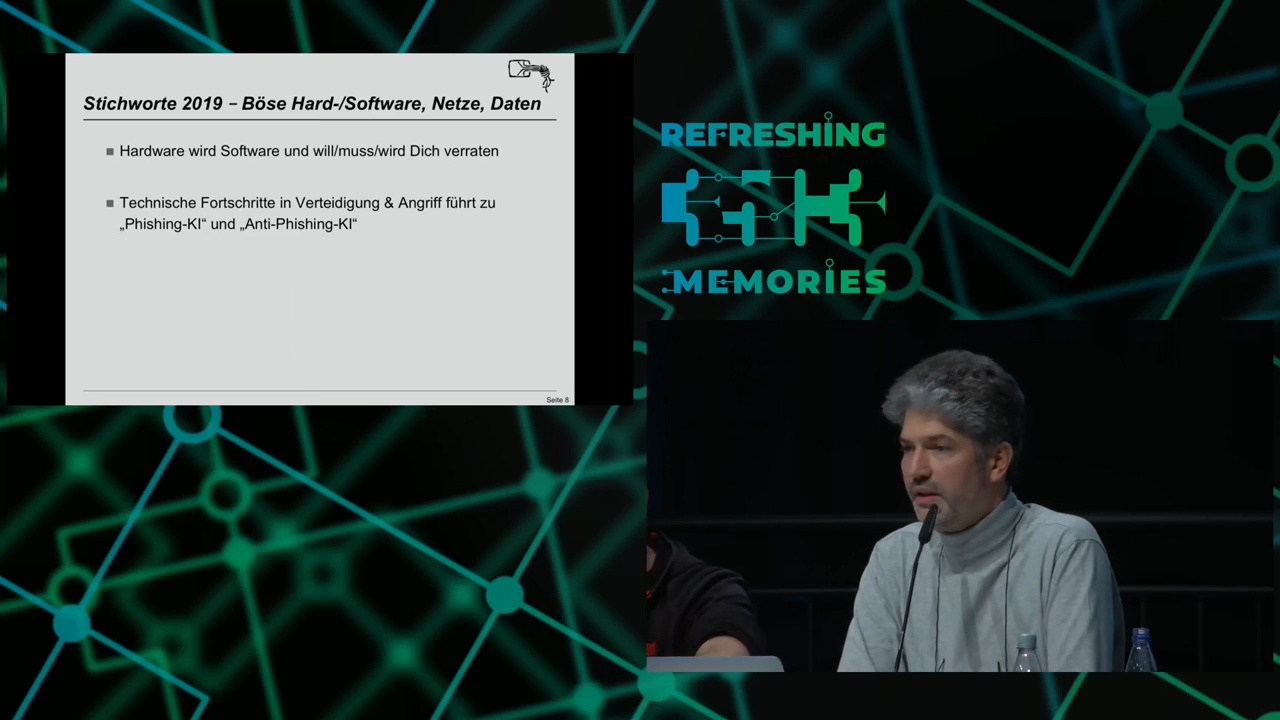 Stichworte 2019 – Böse Hard-/Software, Netze, Daten
Hardware wird Software und will/muss/wird Dich verraten
Technische Fortschritte in Verteidigung & Angriff führt zu
„Phishing-KI“ und „Anti-Phishing-KI“
Seite 8
REFRESHING
MEMORIES